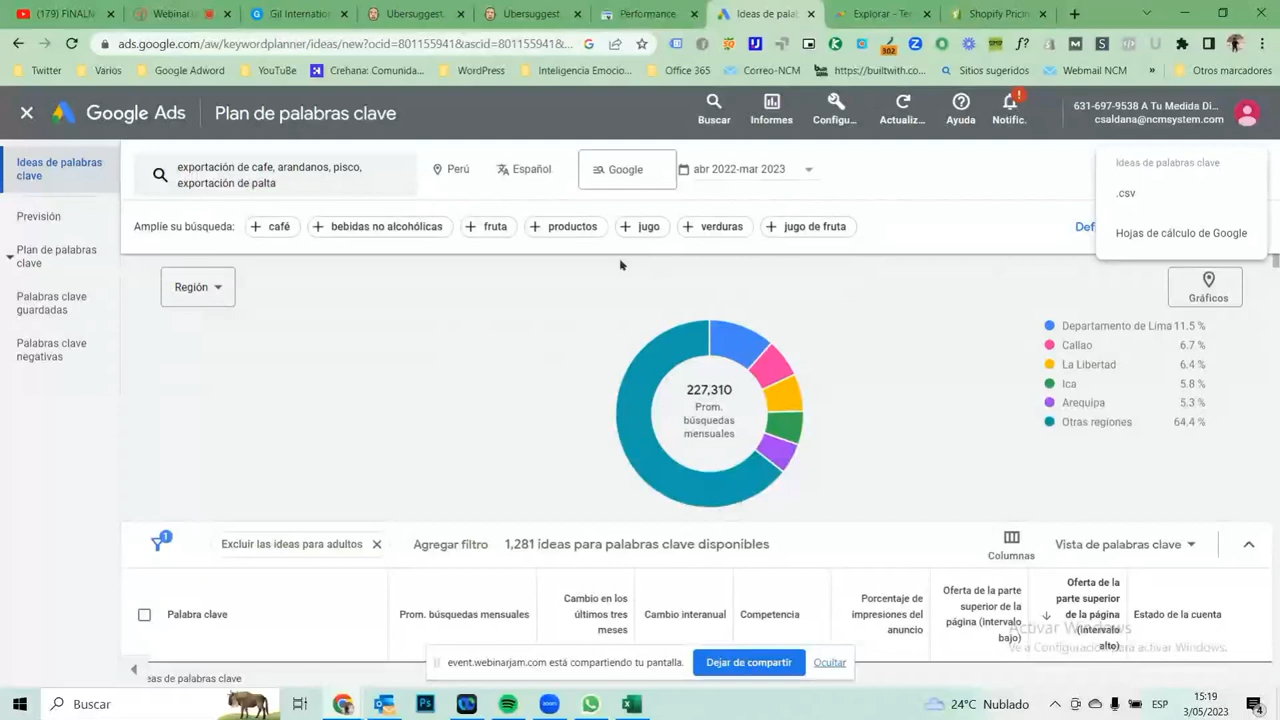 (179) FINALM
Webinar
Gil Internation
Ubersuggest
Ubersuggest
Performance
Ideas de pala
Explorar - Ter
Shopify Pricin
ads.google.com/aw/keywordplanner/ideas/new?ocid=801155941&ascid=801155941&...
302
Twitter
Varios
Google Adword
YouTube
Crehana: Comunida...
WordPress
Inteligencia Emocio...
Office 365
Correo-NCM
https://builtwith.co...
Sitios sugeridos
Webmail NCM
»
Otros marcadores
Google Ads
Plan de palabras clave
Buscar
Informes
Configu...
Actualiz...
Ayuda
Notific.
631-697-9538 A Tu Medida Di...
csaldana@ncmsystem.com
Ideas de palabras
clave
Previsión
Plan de palabras
clave
Palabras clave
guardadas
Palabras clave
negativas
exportación de cafe, arandanos, pisco,
exportación de palta
Perú
Español
Google
abr 2022-mar 2023
Ideas de palabras clave
.csv
Hojas de cálculo de Google
Amplíe su búsqueda:
café
bebidas no alcohólicas
fruta
productos
jugo
verduras
jugo de fruta
Def
Región
Gráficos
227,310
Prom.
búsquedas
mensuales
Departamento de Lima 11.5 %
Callao 6.7 %
La Libertad 6.4 %
Ica 5.8 %
Arequipa 5.3 %
Otras regiones 64.4 %
1
Excluir las ideas para adultos
Agregar filtro
1,281 ideas para palabras clave disponibles
Columnas
Vista de palabras clave
Palabra clave
Prom. búsquedas mensuales
Cambio en los
últimos tres
meses
Cambio interanual
Competencia
Porcentaje de
impresiones del
anuncio
Oferta de la parte
superior de la
página (intervalo
bajo)
Oferta de la
parte superior
de la página
(intervalo
alto)
Estado de la cuenta
Activar Windows
Ve a Configuración para activar Windows.
eas de palabras clave
event.webinarjam.com está compartiendo tu pantalla.
Dejar de compartir
Ocultar
Buscar
24°C Nublado
ESP
15:19
3/05/2023
4